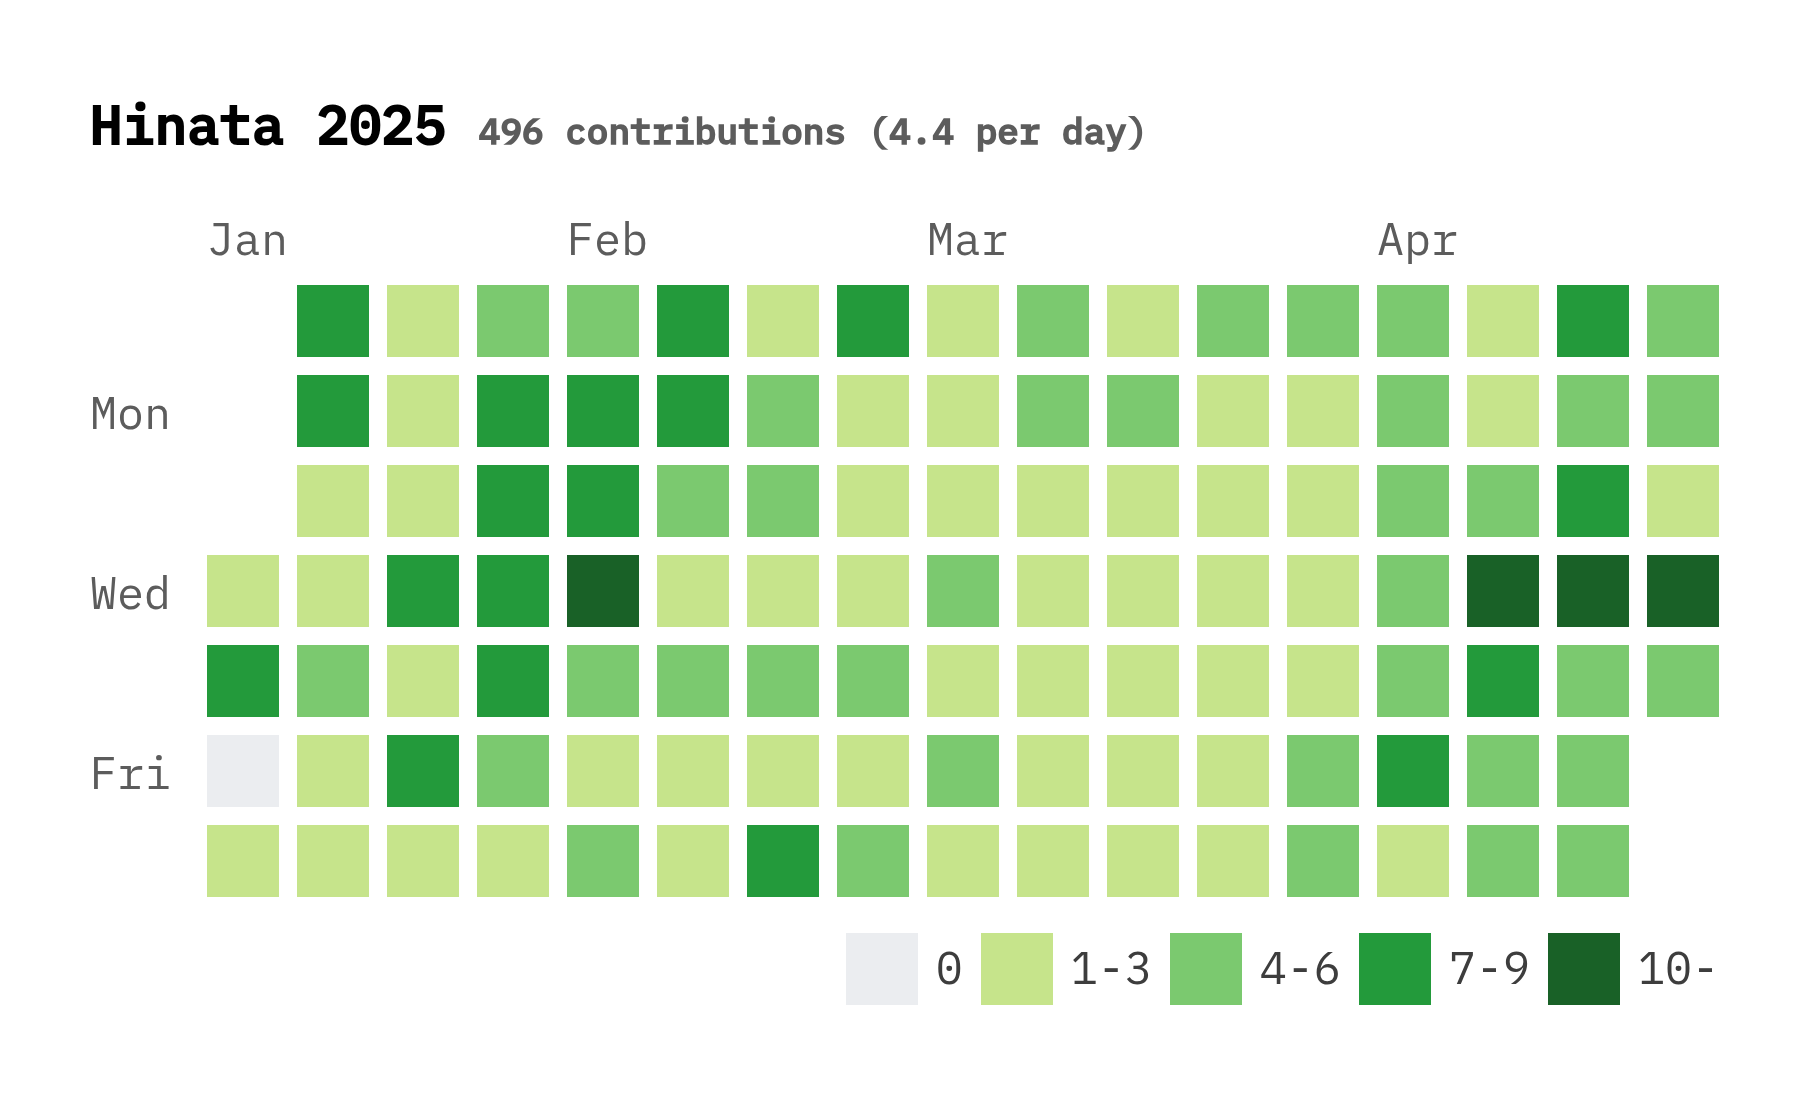 Hinata 2025 496 contributions (4.4 per day)
Jan Feb Mar Apr
Mon
Wed
Fri
0 1-3 4-6 7-9 10-